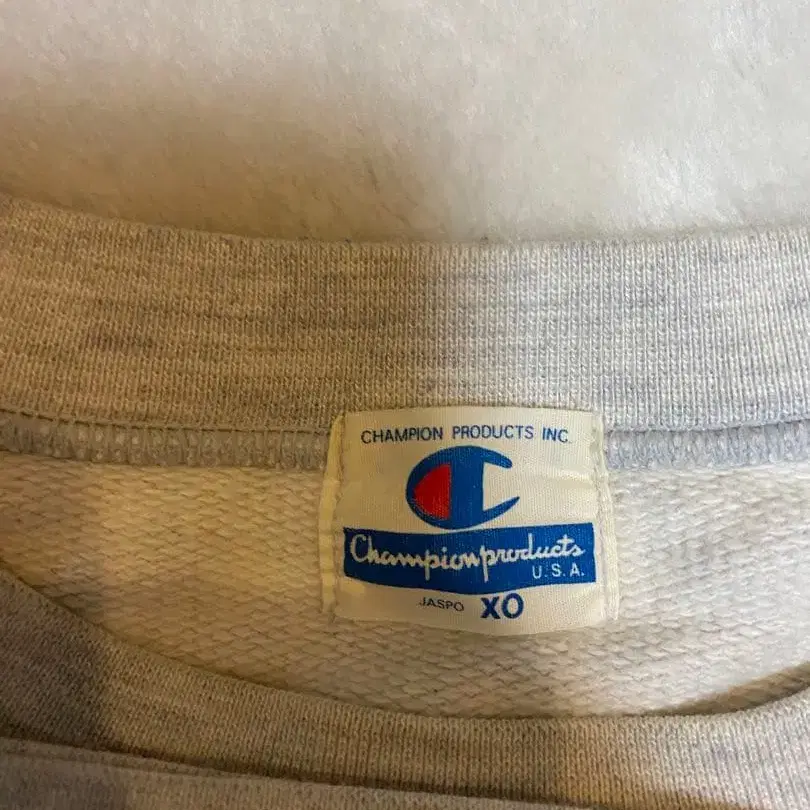 CHAMPION PRODUCTS INC.
Championproducts
U.S.A.
JASPO XO